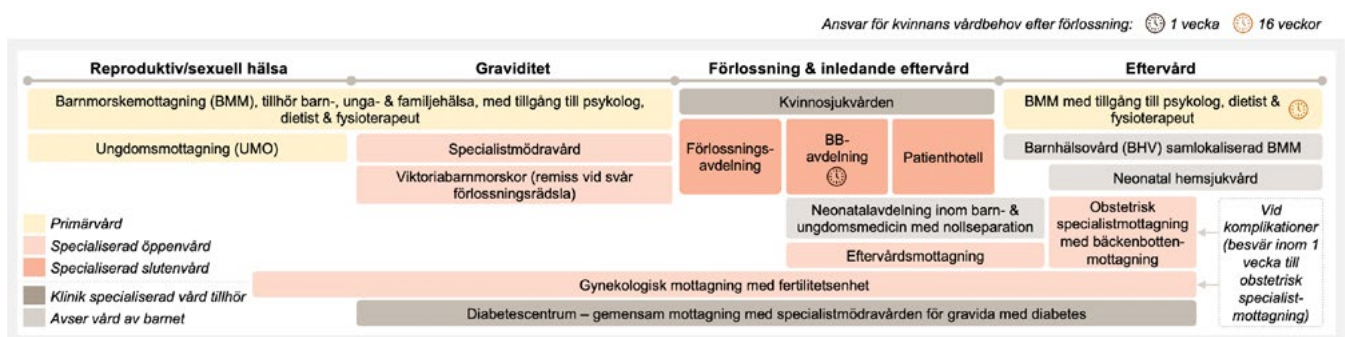 Ansvar för kvinnans vårdbehov efter förlossning: 1 vecka 16 veckor
Reproduktiv/sexuell hälsa
Graviditet
Förlossning & inledande eftervård
Eftervård
Barnmorskemottagning (BMM), tillhör barn-, unga- & familjehälsa, med tillgång till psykolog,
dietist & fysioterapeut
Kvinnosjukvården
BMM med tillgång till psykolog, dietist &
fysioterapeut
Ungdomsmottagning (UMO)
Specialistmödravård
Förlossnings-
avdelning
BB-
avdelning
Patienthotell
Barnhälsovård (BHV) samlokaliserad BMM
Viktoriabarnmorskor (remiss vid svår
förlossningsrädsla)
Neonatal hemsjukvård
Neonatalavdelning inom barn- &
ungdomsmedicin med nollseparation
Obstetrisk
specialistmottagning
med bäckenbotten-
mottagning
Vid
komplikationer
(besvär inom 1
vecka till
obstetrisk
specialist-
mottagning)
Eftervårdsmottagning
Gynekologisk mottagning med fertilitetsenhet
Diabetescentrum – gemensam mottagning med specialistmödravården för gravida med diabetes
Primärvård
Specialiserad öppenvård
Specialiserad slutenvård
Klinik specialiserad vård tillhör
Avser vård av barnet